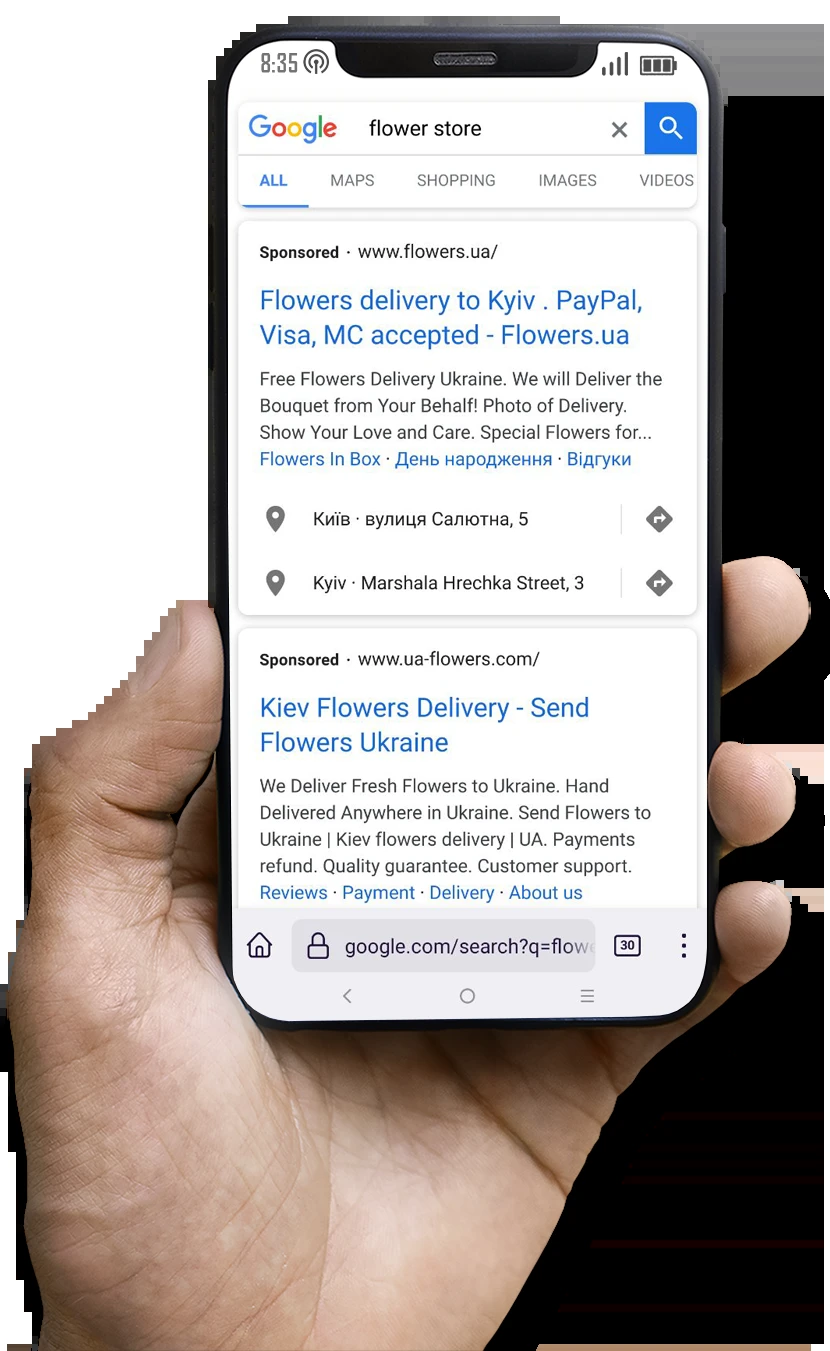 8:35
Google flower store
ALL MAPS SHOPPING IMAGES VIDEOS
Sponsored · www.flowers.ua/
Flowers delivery to Kyiv . PayPal,
Visa, MC accepted - Flowers.ua
Free Flowers Delivery Ukraine. We will Deliver the
Bouquet from Your Behalf! Photo of Delivery.
Show Your Love and Care. Special Flowers for...
Flowers In Box · День народження · Відгуки
Київ · вулиця Салютна, 5
Kyiv · Marshala Hrechka Street, 3
Sponsored · www.ua-flowers.com/
Kiev Flowers Delivery - Send
Flowers Ukraine
We Deliver Fresh Flowers to Ukraine. Hand
Delivered Anywhere in Ukraine. Send Flowers to
Ukraine | Kiev flowers delivery | UA. Payments
refund. Quality guarantee. Customer support.
Reviews · Payment · Delivery · About us
google.com/search?q=flowe
30